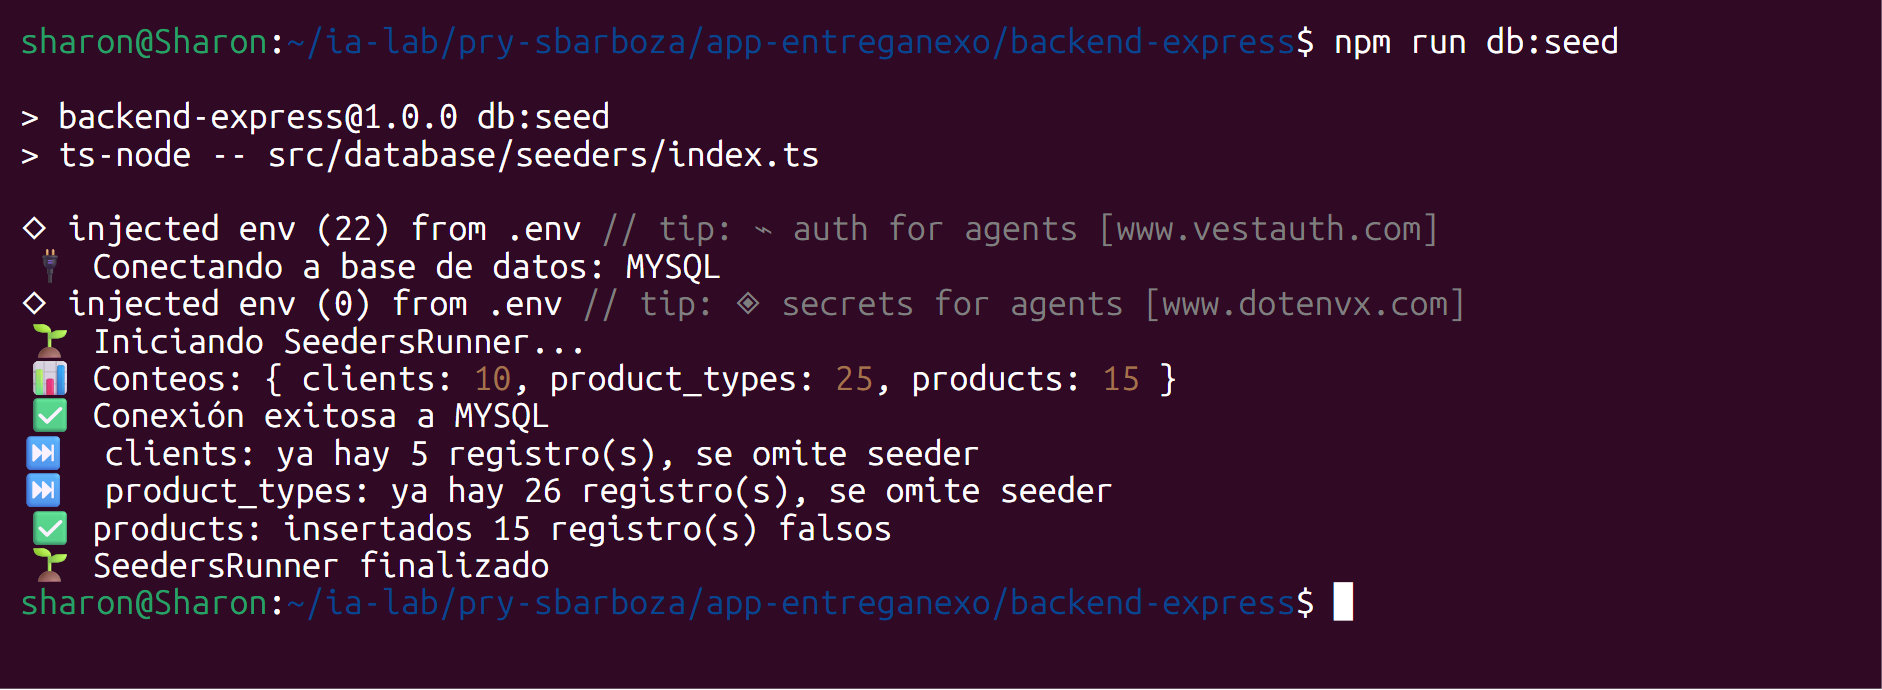 sharon@Sharon:~/ia-lab/pry-sbarboza/app-entreganexo/backend-express$ npm run db:seed
> backend-express@1.0.0 db:seed
> ts-node -- src/database/seeders/index.ts
◇ injected env (22) from .env // tip: ⌁ auth for agents [www.vestauth.com]
🔌 Conectando a base de datos: MYSQL
◇ injected env (0) from .env // tip: ◈ secrets for agents [www.dotenvx.com]
🌱 Iniciando SeedersRunner...
📊 Conteos: { clients: 10, product_types: 25, products: 15 }
✅ Conexión exitosa a MYSQL
⏭️ clients: ya hay 5 registro(s), se omite seeder
⏭️ product_types: ya hay 26 registro(s), se omite seeder
✅ products: insertados 15 registro(s) falsos
🌱 SeedersRunner finalizado
sharon@Sharon:~/ia-lab/pry-sbarboza/app-entreganexo/backend-express$